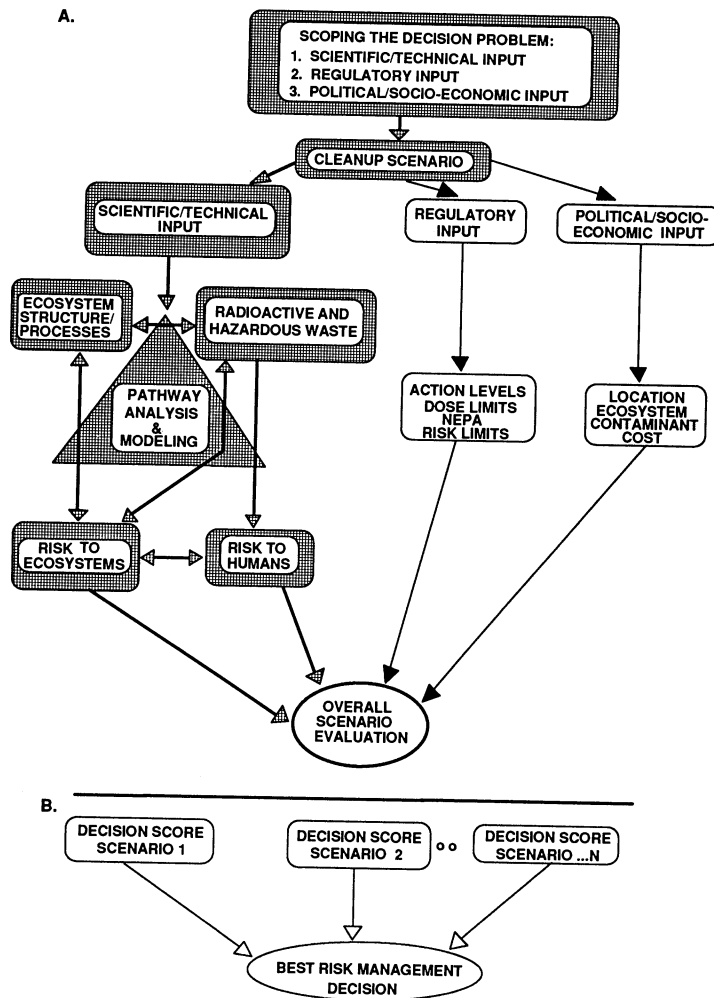 A.
SCOPING THE DECISION PROBLEM:
1. SCIENTIFIC/TECHNICAL INPUT
2. REGULATORY INPUT
3. POLITICAL/SOCIO-ECONOMIC INPUT
CLEANUP SCENARIO
SCIENTIFIC/TECHNICAL
INPUT
REGULATORY
INPUT
POLITICAL/SOCIO-
ECONOMIC INPUT
ECOSYSTEM
STRUCTURE/
PROCESSES
RADIOACTIVE AND
HAZARDOUS WASTE
PATHWAY
ANALYSIS
&
MODELING
ACTION LEVELS
DOSE LIMITS
NEPA
RISK LIMITS
LOCATION
ECOSYSTEM
CONTAMINANT
COST
RISK TO
ECOSYSTEMS
RISK TO
HUMANS
OVERALL
SCENARIO
EVALUATION
B.
DECISION SCORE
SCENARIO 1
DECISION SCORE
SCENARIO 2
o o
DECISION SCORE
SCENARIO ...N
BEST RISK MANAGEMENT
DECISION